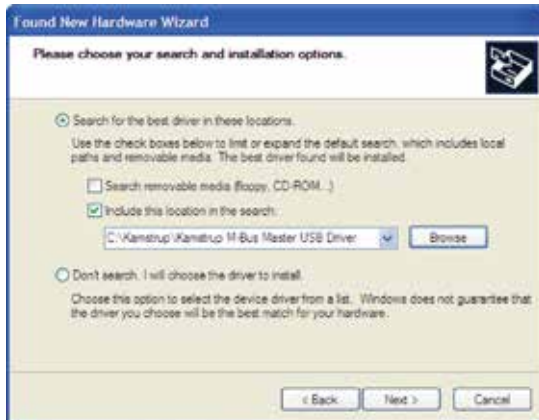 Found New Hardware Wizard
Please choose your search and installation options.
Search for the best driver in these locations.
Use the check boxes below to limit or expand the default search, which includes local
paths and removable media. The best driver found will be installed.
Search removable media (floppy, CD-ROM...)
Include this location in the search:
C:\Kamstrup\Kamstrup M-Bus Master USB Driver
Browse
Don't search. I will choose the driver to install.
Choose this option to select the device driver from a list. Windows does not guarantee that
the driver you choose will be the best match for your hardware.
< Back
Next >
Cancel